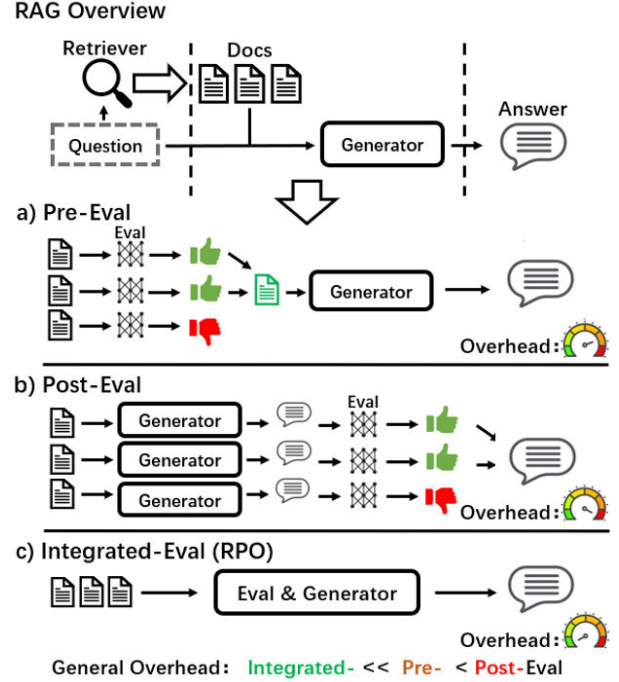 RAG Overview
Retriever
Docs
Question
Generator
Answer
a) Pre-Eval
Eval
Generator
Overhead:
b) Post-Eval
Eval
Generator
Generator
Generator
Overhead:
c) Integrated-Eval (RPO)
Eval & Generator
Overhead:
General Overhead: Integrated- << Pre- < Post-Eval